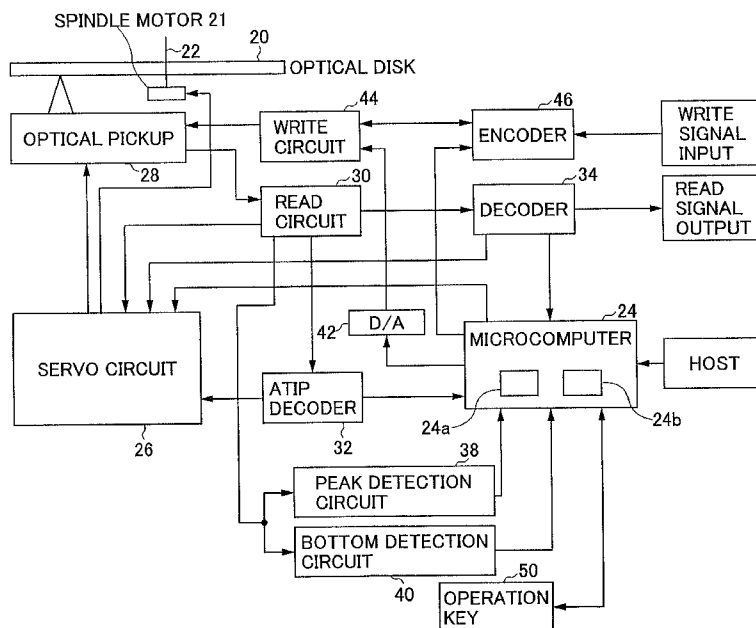 SPINDLE MOTOR 21
22
20
OPTICAL DISK
44
46
OPTICAL PICKUP
28
WRITE
CIRCUIT
ENCODER
WRITE
SIGNAL
INPUT
30
34
READ
CIRCUIT
DECODER
READ
SIGNAL
OUTPUT
24
42
D/A
MICROCOMPUTER
SERVO CIRCUIT
HOST
ATIP
DECODER
24a
24b
26
32
38
PEAK DETECTION
CIRCUIT
BOTTOM DETECTION
CIRCUIT
40
50
OPERATION
KEY